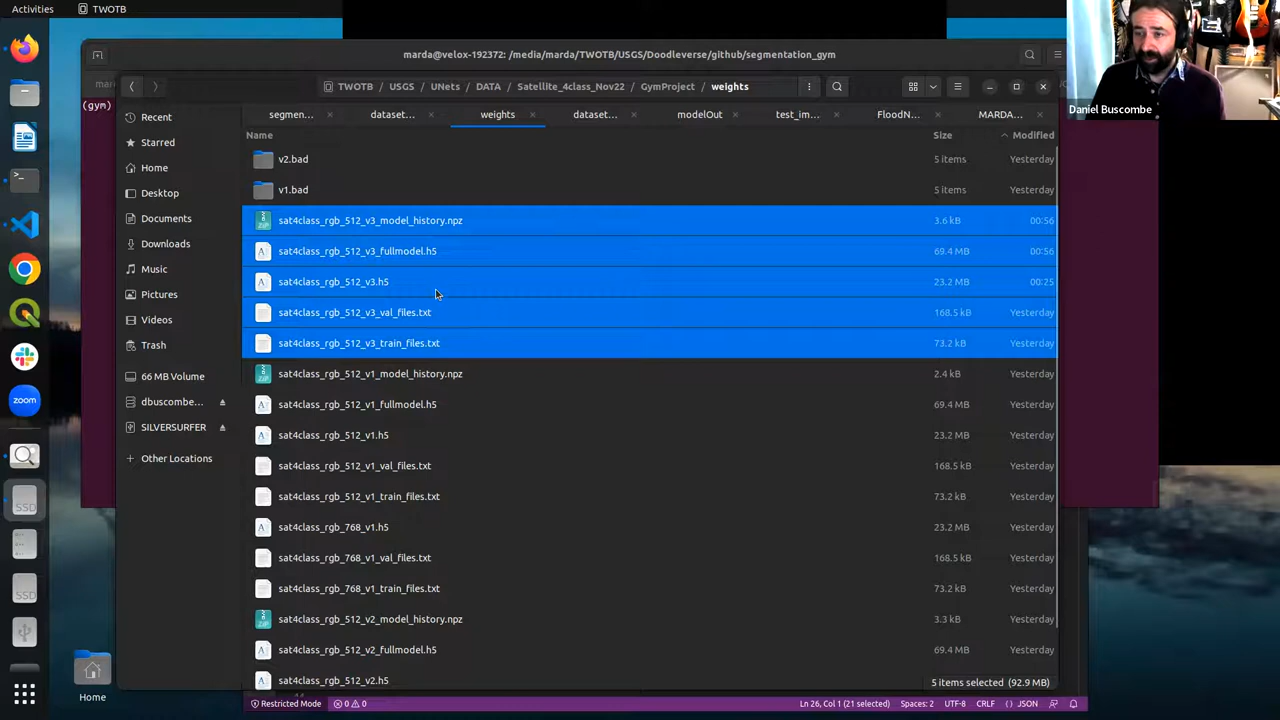 Activities
TWOTB
marda@velox-192372: /media/marda/TWOTB/USGS/Doodleverse/github/segmentation_gym
TWOTB
USGS
UNets
DATA
Satellite_4class_Nov22
GymProject
weights
Daniel Buscombe
(gym)
Recent
Starred
Home
Desktop
Documents
Downloads
Music
Pictures
Videos
Trash
66 MB Volume
dbuscombe...
SILVERSURFER
+ Other Locations
segmen...
dataset...
weights
dataset...
modelOut
test_im...
FloodN...
MARDA...
Name Size Modified
v2.bad 5 items Yesterday
v1.bad 5 items Yesterday
sat4class_rgb_512_v3_model_history.npz 3.6 kB 00:56
sat4class_rgb_512_v3_fullmodel.h5 69.4 MB 00:56
sat4class_rgb_512_v3.h5 23.2 MB 00:25
sat4class_rgb_512_v3_val_files.txt 168.5 kB Yesterday
sat4class_rgb_512_v3_train_files.txt 73.2 kB Yesterday
sat4class_rgb_512_v1_model_history.npz 2.4 kB Yesterday
sat4class_rgb_512_v1_fullmodel.h5 69.4 MB Yesterday
sat4class_rgb_512_v1.h5 23.2 MB Yesterday
sat4class_rgb_512_v1_val_files.txt 168.5 kB Yesterday
sat4class_rgb_512_v1_train_files.txt 73.2 kB Yesterday
sat4class_rgb_768_v1.h5 23.2 MB Yesterday
sat4class_rgb_768_v1_val_files.txt 168.5 kB Yesterday
sat4class_rgb_768_v1_train_files.txt 73.2 kB Yesterday
sat4class_rgb_512_v2_model_history.npz 3.3 kB Yesterday
sat4class_rgb_512_v2_fullmodel.h5 69.4 MB Yesterday
sat4class_rgb_512_v2.h5
5 items selected (92.9 MB)
zoom
SSD
SSD
Home
Restricted Mode
0
0
Ln 26, Col 1 (21 selected)
Spaces: 2
UTF-8
CRLF
{ } JSON